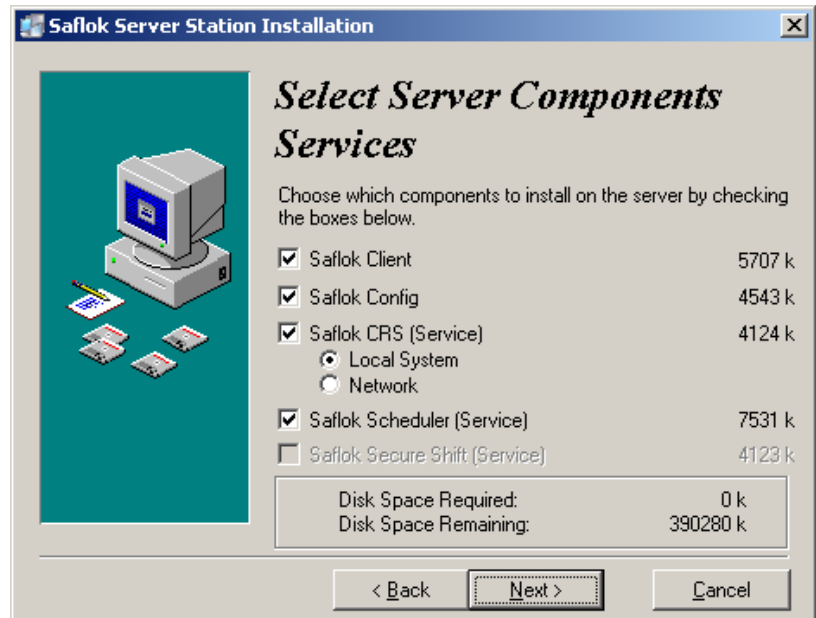 Saflok Server Station Installation
Select Server Components
Services
Choose which components to install on the server by checking
the boxes below.
Saflok Client 5707 k
Saflok Config 4543 k
Saflok CRS (Service) 4124 k
Local System
Network
Saflok Scheduler (Service) 7531 k
Saflok Secure Shift (Service) 4123 k
Disk Space Required: 0 k
Disk Space Remaining: 390280 k
< Back Next > Cancel